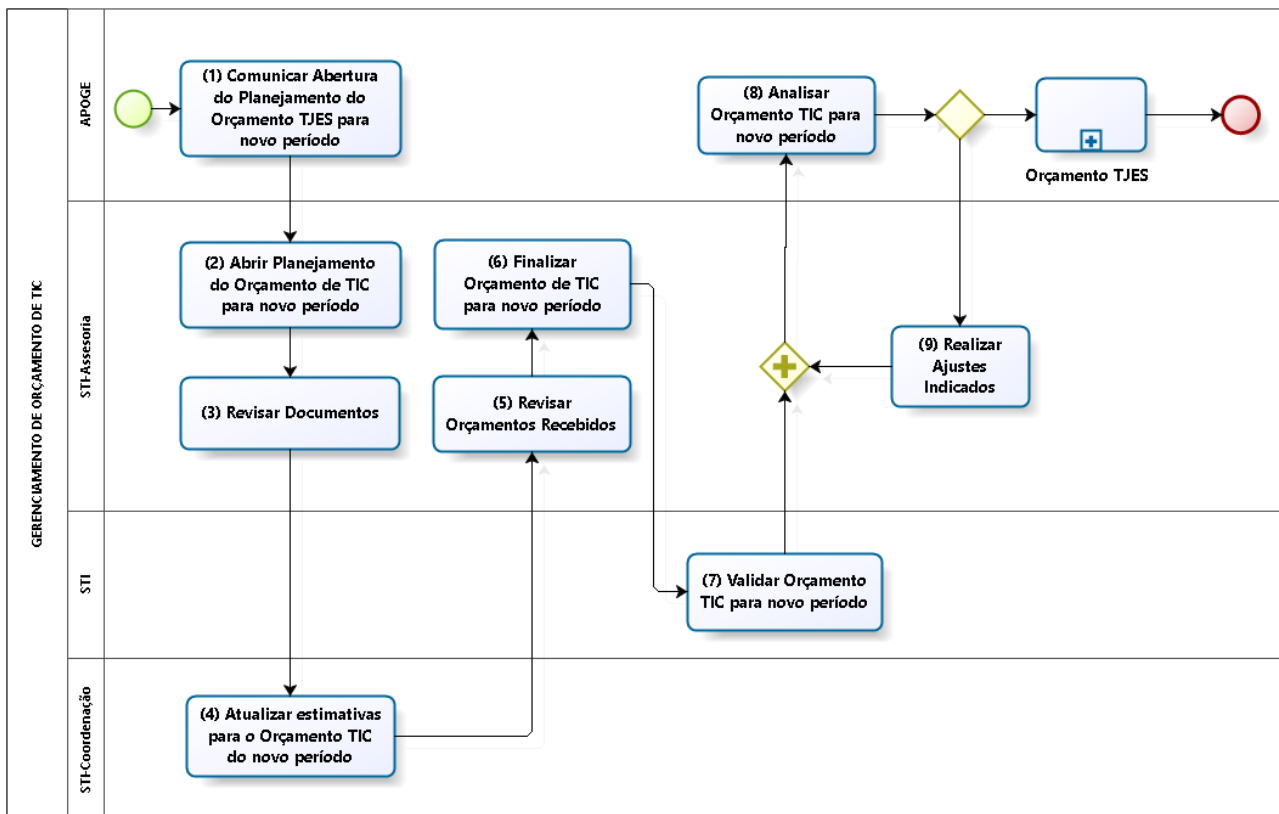 GERENCIAMENTO DE ORÇAMENTO DE TIC
APOGE
(1) Comunicar Abertura
do Planejamento do
Orçamento TJES para
novo período
(8) Analisar
Orçamento TIC para
novo período
Orçamento TJES
STI-Assessoria
(2) Abrir Planejamento
do Orçamento de TIC
para novo período
(3) Revisar Documentos
(6) Finalizar
Orçamento de TIC
para novo período
(5) Revisar
Orçamentos Recebidos
(9) Realizar
Ajustes
Indicados
STI
(7) Validar Orçamento
TIC para novo período
STI-Coordenação
(4) Atualizar estimativas
para o Orçamento TIC
do novo período